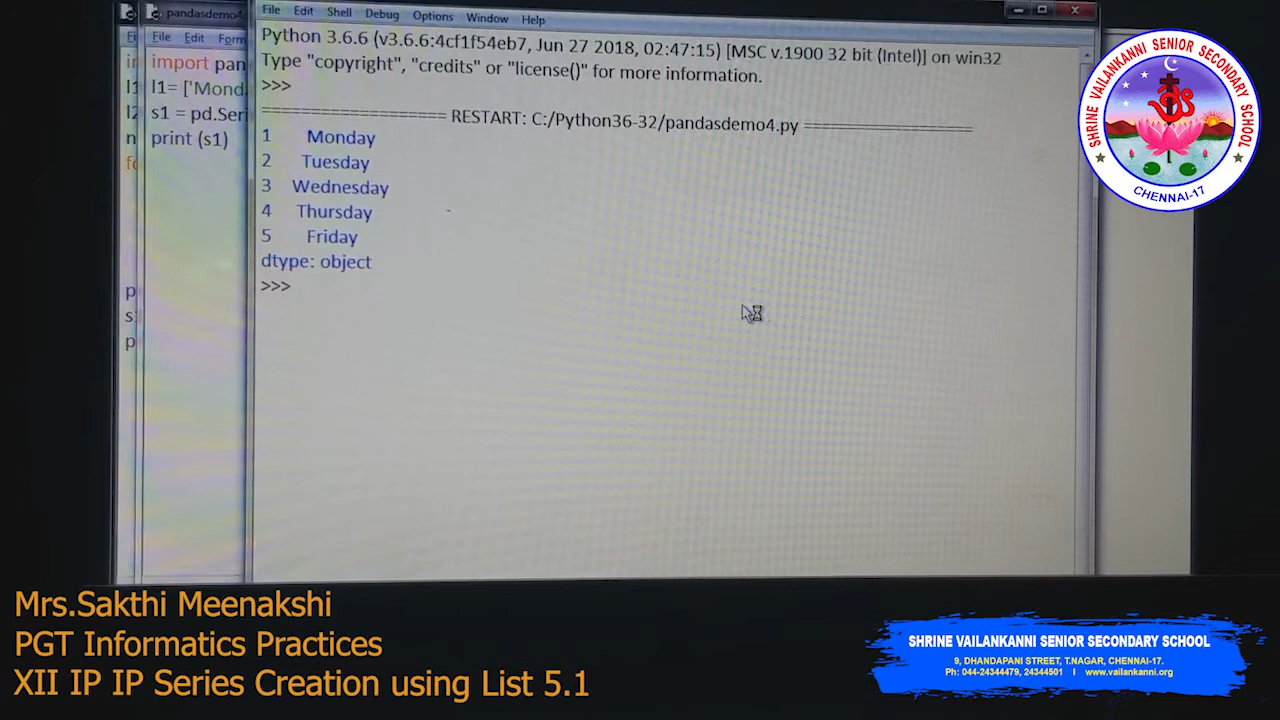 pandasdemo4.
File Edit Form
import pan
l1= ['Mond
s1 = pd.Ser
print (s1)
File Edit Shell Debug Options Window Help
Python 3.6.6 (v3.6.6:4cf1f54eb7, Jun 27 2018, 02:47:15) [MSC v.1900 32 bit (Intel)] on win32
Type "copyright", "credits" or "license()" for more information.
>>>
=================== RESTART: C:/Python36-32/pandasdemo4.py ===================
1 Monday
2 Tuesday
3 Wednesday
4 Thursday
5 Friday
dtype: object
>>>
SHRINE VAILANKANNI SENIOR SECONDARY SCHOOL
CHENNAI-17
Mrs.Sakthi Meenakshi
PGT Informatics Practices
XII IP IP Series Creation using List 5.1
SHRINE VAILANKANNI SENIOR SECONDARY SCHOOL
9, DHANDAPANI STREET, T.NAGAR, CHENNAI-17.
Ph: 044-24344479, 24344501 I www.vailankanni.org